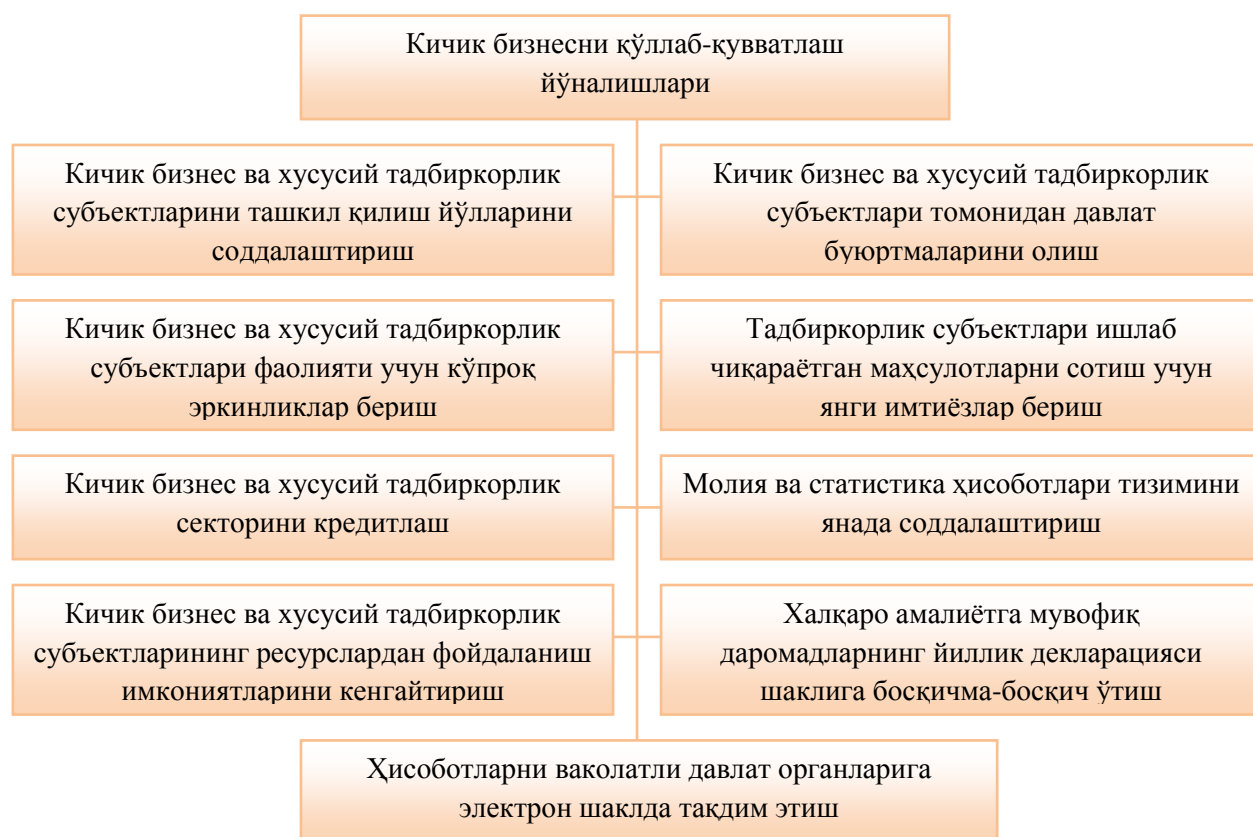 Кичик бизнесни қўллаб-қувватлаш
йўналишлари
Кичик бизнес ва хусусий тадбиркорлик
субъектларини ташкил қилиш йўлларини
соддалаштириш
Кичик бизнес ва хусусий тадбиркорлик
субъектлари томонидан давлат
буюртмаларини олиш
Кичик бизнес ва хусусий тадбиркорлик
субъектлари фаолияти учун кўпроқ
эркинликлар бериш
Тадбиркорлик субъектлари ишлаб
чиқараётган маҳсулотларни сотиш учун
янги имтиёзлар бериш
Кичик бизнес ва хусусий тадбиркорлик
секторини кредитлаш
Молия ва статистика ҳисоботлари тизимини
янада соддалаштириш
Кичик бизнес ва хусусий тадбиркорлик
субъектларининг ресурслардан фойдаланиш
имкониятларини кенгайтириш
Халқаро амалиётга мувофиқ
даромадларнинг йиллик декларацияси
шаклига босқичма-босқич ўтиш
Ҳисоботларни ваколатли давлат органларига
электрон шаклда тақдим этиш